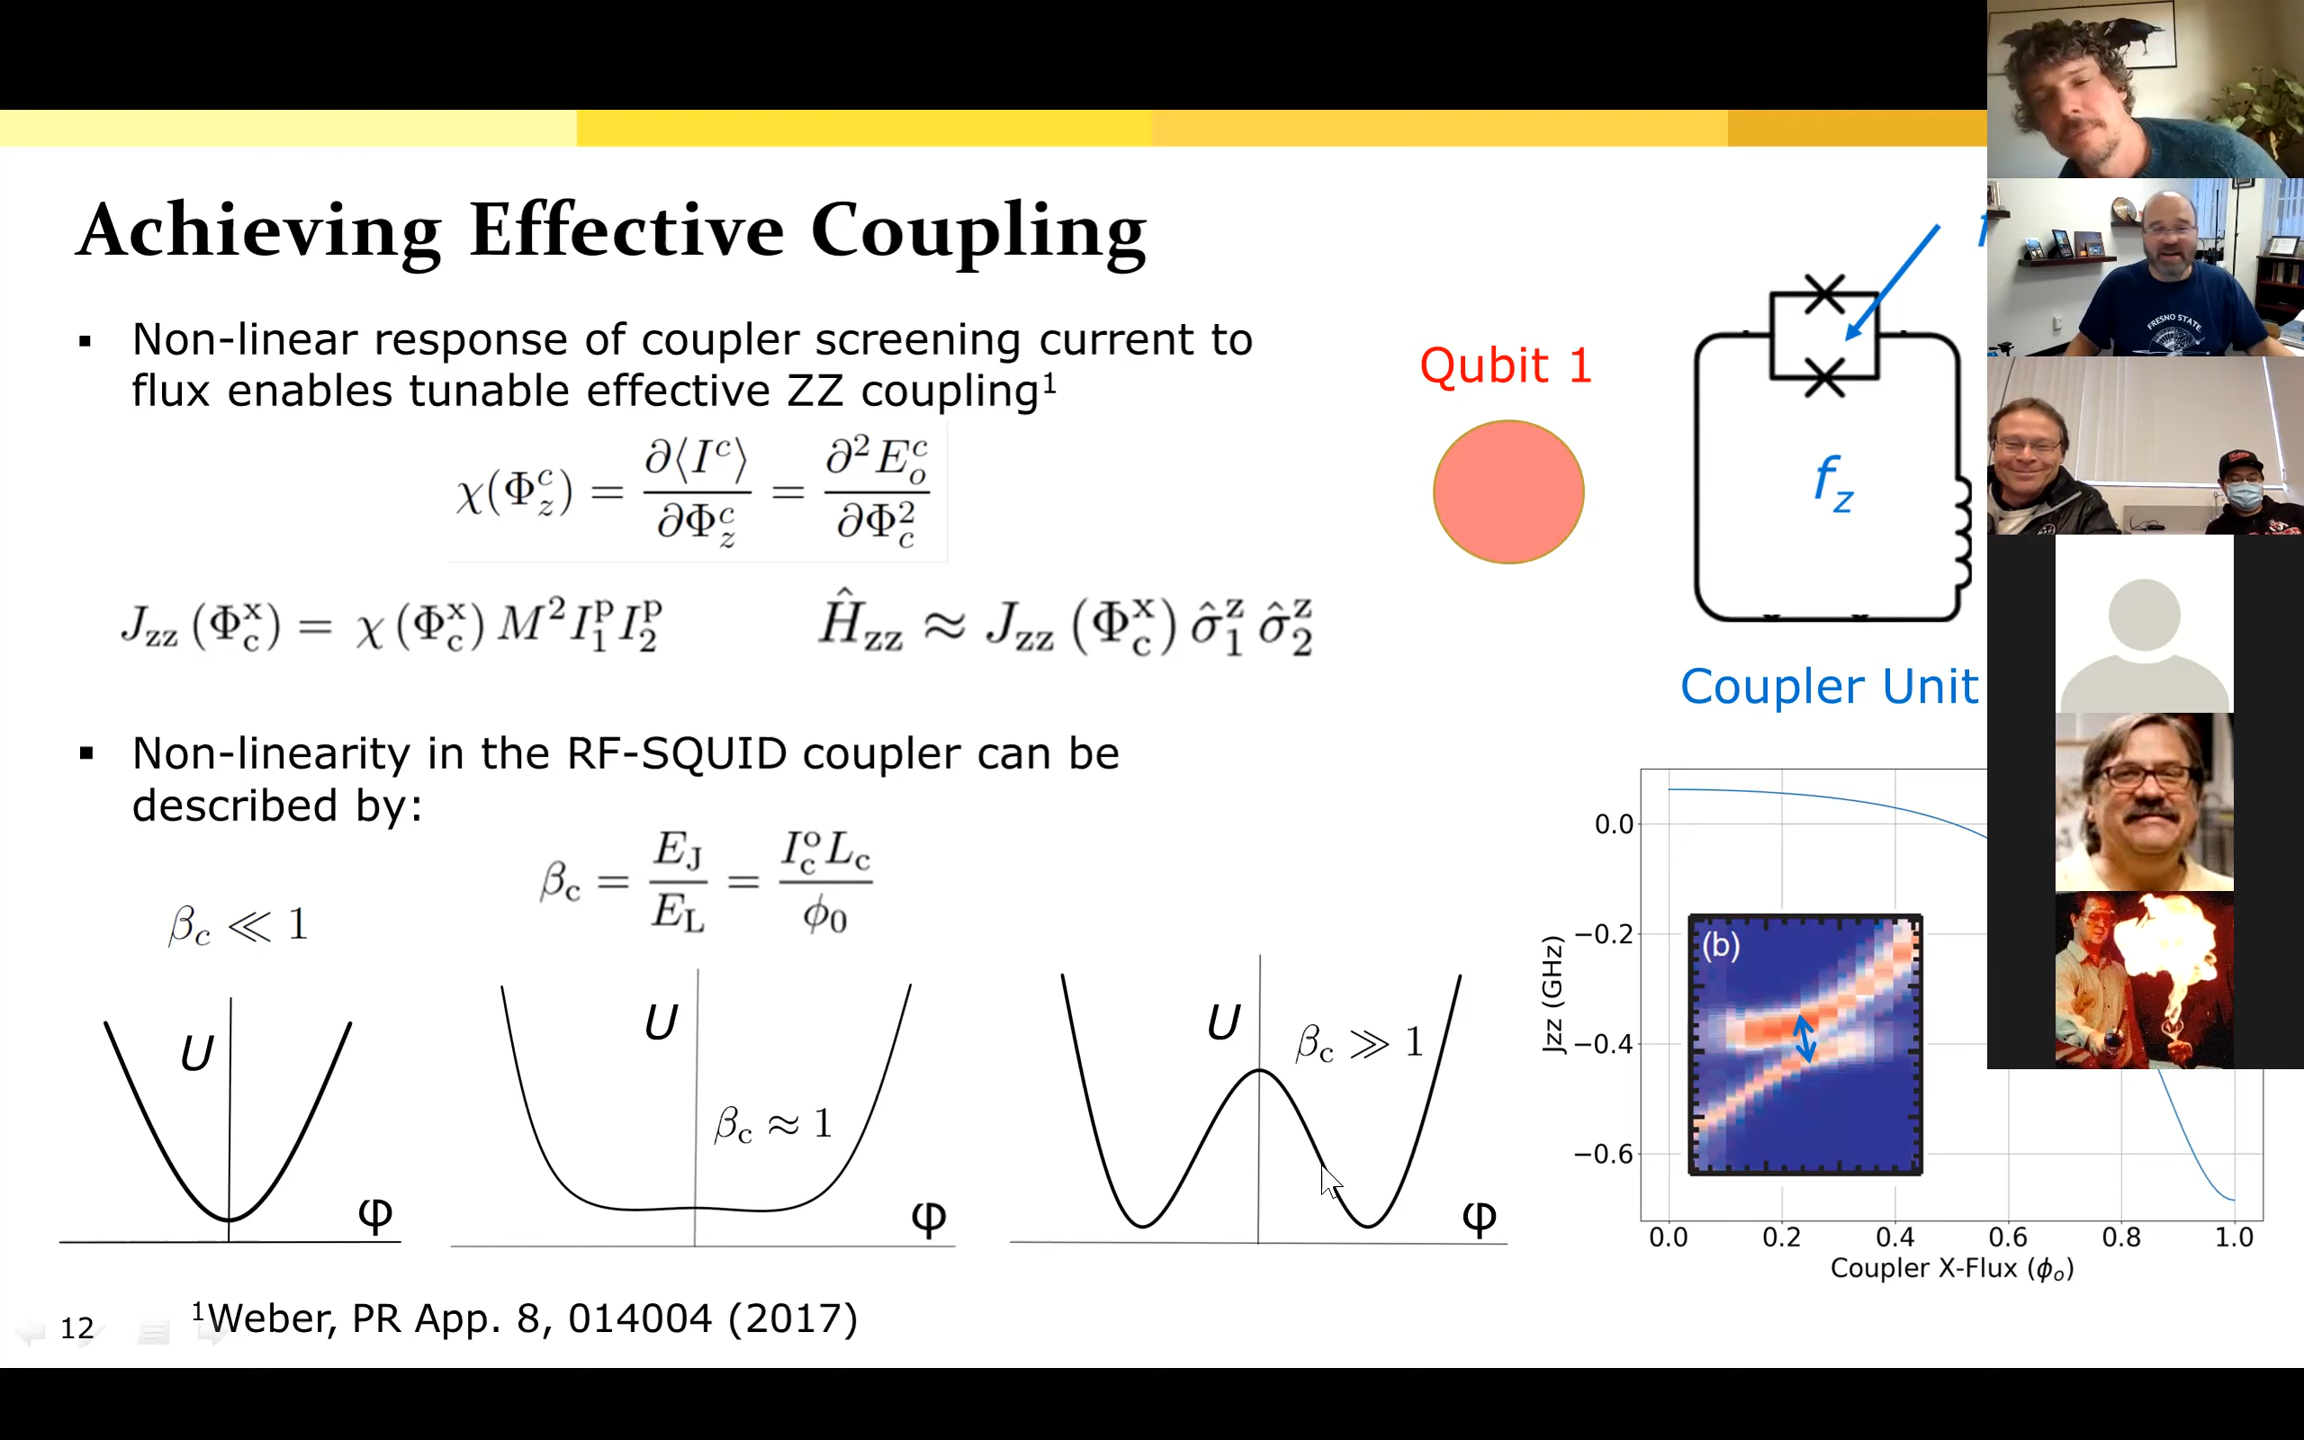 Achieving Effective Coupling
▪ Non-linear response of coupler screening current to
flux enables tunable effective ZZ coupling¹
χ(Φ_z^c) = ∂⟨I^c⟩/∂Φ_z^c = ∂²E_o^c/∂Φ_c²
J_zz (Φ_c^x) = χ (Φ_c^x) M² I_1^p I_2^p
Ĥ_zz ≈ J_zz (Φ_c^x) σ̂_1^z σ̂_2^z
▪ Non-linearity in the RF-SQUID coupler can be
described by:
β_c = E_J/E_L = I_c^o L_c/ϕ_0
β_c ≪ 1
U
φ
U
β_c ≈ 1
φ
U
β_c ≫ 1
φ
Qubit 1
f_z
Coupler Unit
FRESNO STATE
0.0
−0.2
−0.4
−0.6
Jzz (GHz)
(b)
0.0 0.2 0.4 0.6 0.8 1.0
Coupler X-Flux (ϕ_o)
12
¹Weber, PR App. 8, 014004 (2017)